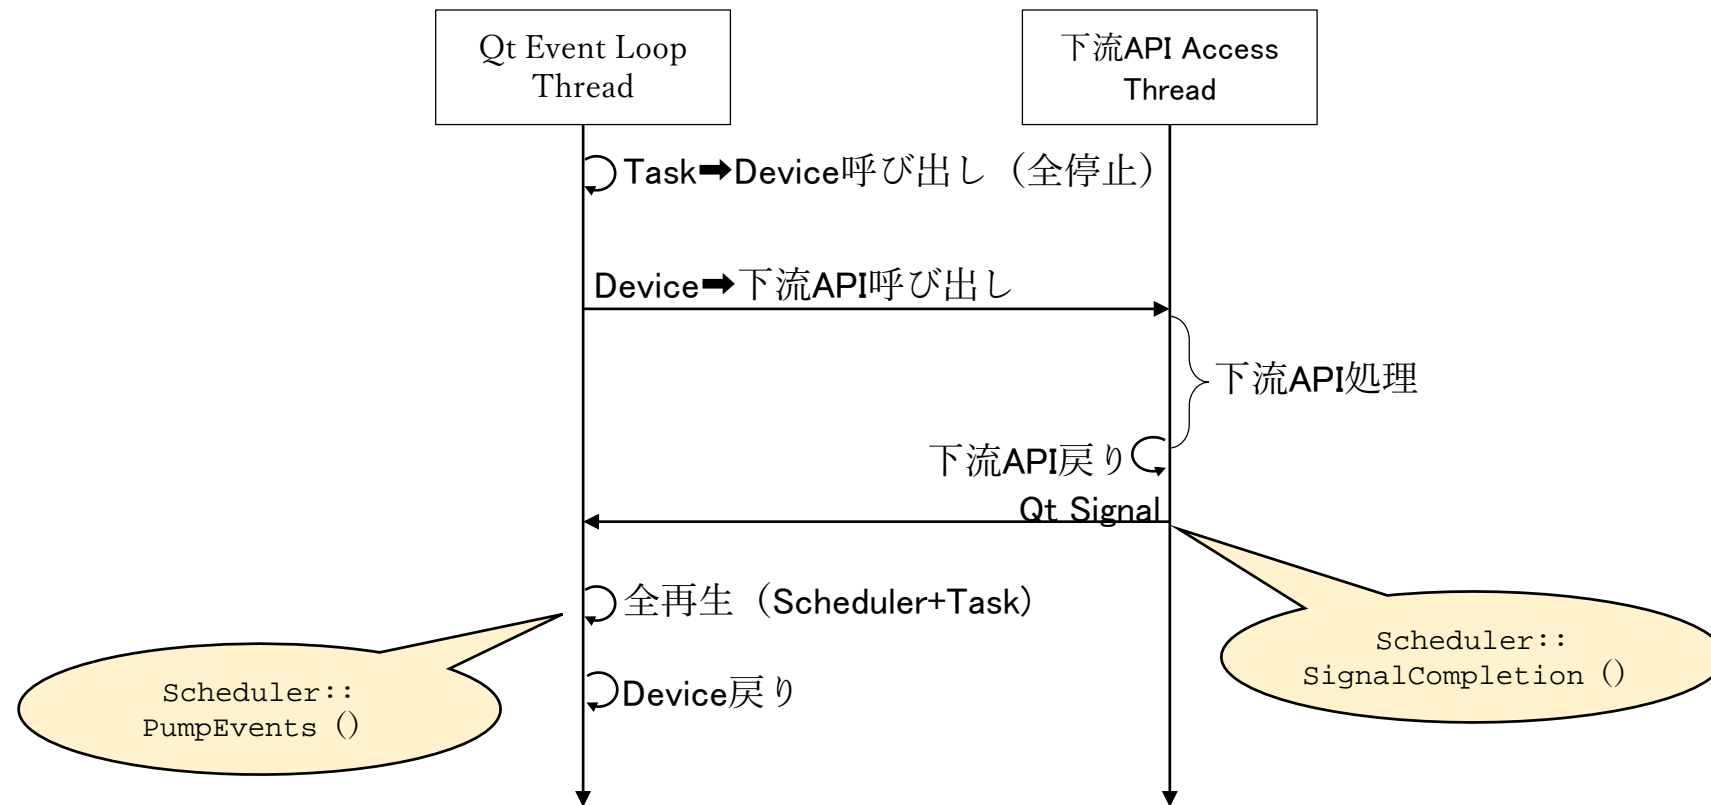 Qt Event Loop
Thread
下流API Access
Thread
Task➡Device呼び出し（全停止）
Device➡下流API呼び出し
下流API処理
下流API戻り
Qt Signal
全再生（Scheduler+Task）
Scheduler::
SignalCompletion（）
Scheduler::
PumpEvents（）
Device戻り